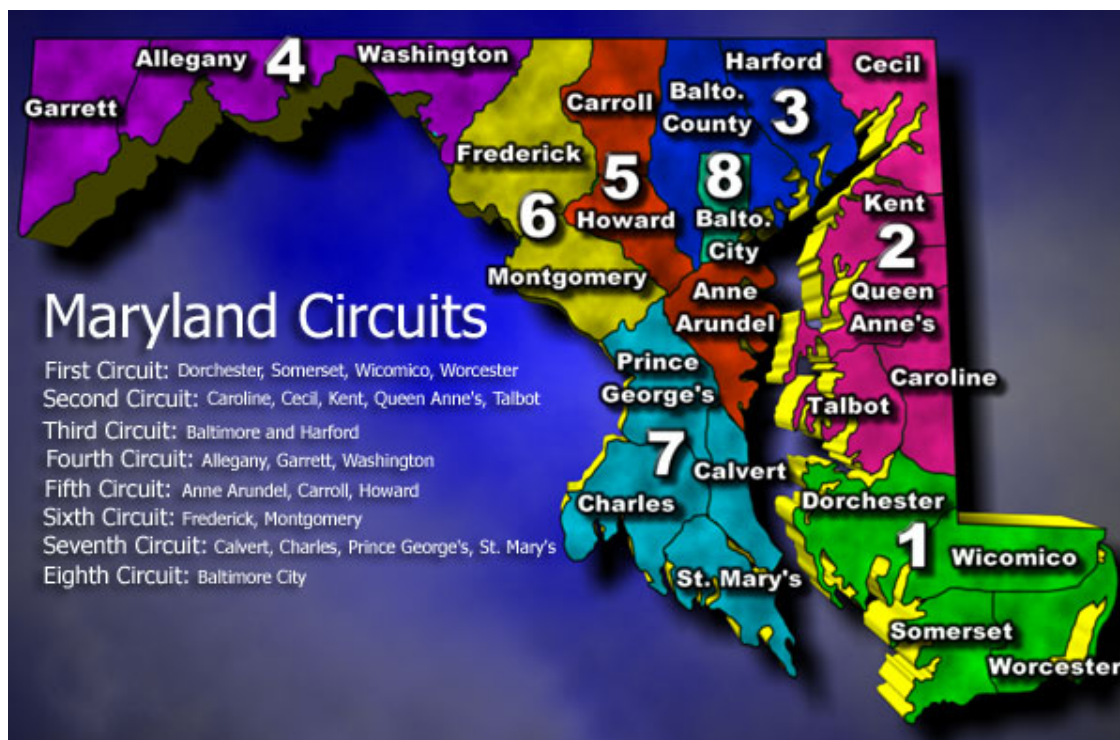 Harford
Cecil
Allegany
4
Washington
Garrett
Carroll
Balto.
County
3
Frederick
5
8
Kent
6
Howard
Balto.
City
2
Montgomery
Anne
Arundel
Queen
Anne's
Maryland Circuits
First Circuit: Dorchester, Somerset, Wicomico, Worcester
Second Circuit: Caroline, Cecil, Kent, Queen Anne's, Talbot
Third Circuit: Baltimore and Harford
Fourth Circuit: Allegany, Garrett, Washington
Fifth Circuit: Anne Arundel, Carroll, Howard
Sixth Circuit: Frederick, Montgomery
Seventh Circuit: Calvert, Charles, Prince George's, St. Mary's
Eighth Circuit: Baltimore City
Prince
George's
Caroline
Talbot
7
Calvert
Charles
Dorchester
1
Wicomico
St. Mary's
Somerset
Worcester